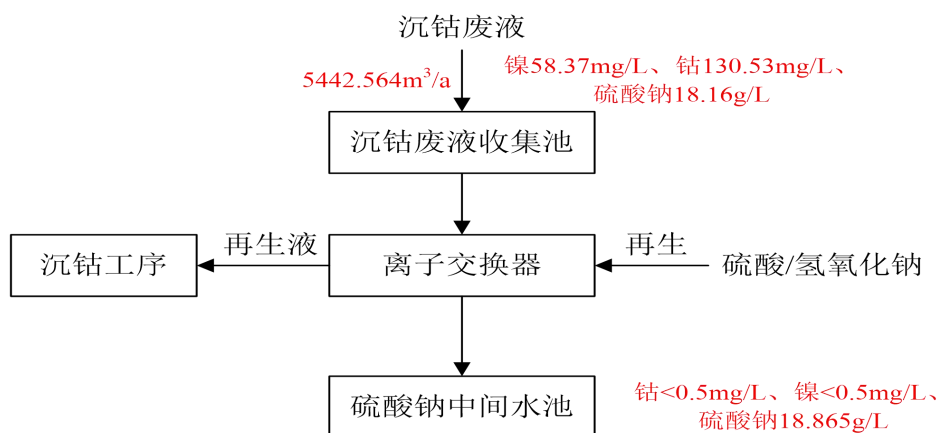 沉钴废液
5442.564m³/a
镍58.37mg/L、钴130.53mg/L、
硫酸钠18.16g/L
沉钴废液收集池
沉钴工序
再生液
离子交换器
再生
硫酸/氢氧化钠
硫酸钠中间水池
钴<0.5mg/L、镍<0.5mg/L、
硫酸钠18.865g/L